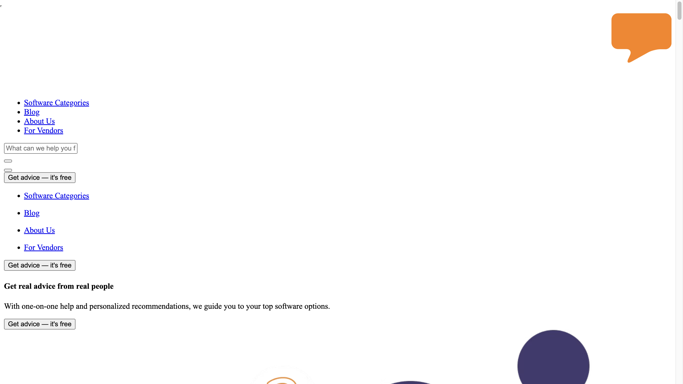 Software Categories
Blog
About Us
For Vendors
What can we help you f
Get advice — it's free
Software Categories
Blog
About Us
For Vendors
Get advice — it's free
Get real advice from real people
With one-on-one help and personalized recommendations, we guide you to your top software options.
Get advice — it's free